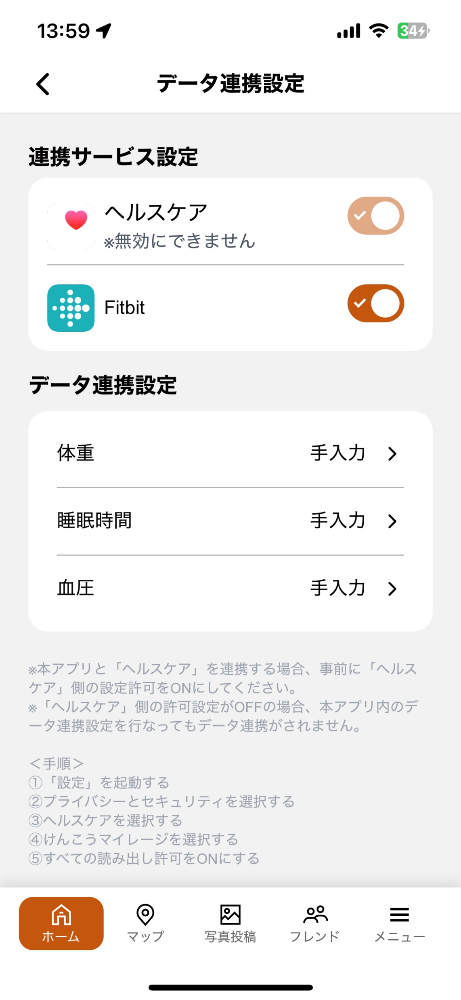 13:59
34
データ連携設定
連携サービス設定
ヘルスケア
※無効にできません
Fitbit
データ連携設定
体重 手入力
睡眠時間 手入力
血圧 手入力
※本アプリと「ヘルスケア」を連携する場合、事前に「ヘルス
ケア」側の設定許可をONにしてください。
※「ヘルスケア」側の許可設定がOFFの場合、本アプリ内のデ
ータ連携設定を行なってもデータ連携がされません。
＜手順＞
①「設定」を起動する
②プライバシーとセキュリティを選択する
③ヘルスケアを選択する
④けんこうマイレージを選択する
⑤すべての読み出し許可をONにする
ホーム マップ 写真投稿 フレンド メニュー